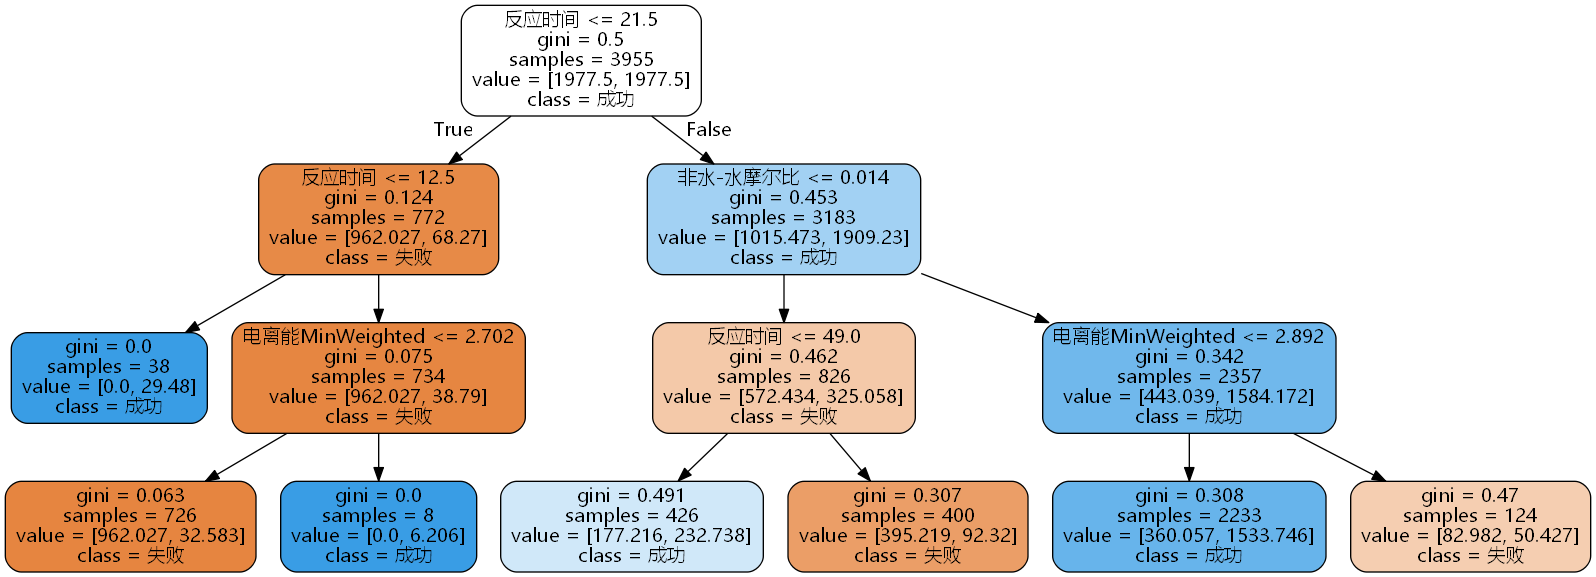 反应时间 <= 21.5
gini = 0.5
samples = 3955
value = [1977.5, 1977.5]
class = 成功
True
False
反应时间 <= 12.5
gini = 0.124
samples = 772
value = [962.027, 68.27]
class = 失败
非水-水摩尔比 <= 0.014
gini = 0.453
samples = 3183
value = [1015.473, 1909.23]
class = 成功
gini = 0.0
samples = 38
value = [0.0, 29.48]
class = 成功
电离能MinWeighted <= 2.702
gini = 0.075
samples = 734
value = [962.027, 38.79]
class = 失败
反应时间 <= 49.0
gini = 0.462
samples = 826
value = [572.434, 325.058]
class = 失败
电离能MinWeighted <= 2.892
gini = 0.342
samples = 2357
value = [443.039, 1584.172]
class = 成功
gini = 0.063
samples = 726
value = [962.027, 32.583]
class = 失败
gini = 0.0
samples = 8
value = [0.0, 6.206]
class = 成功
gini = 0.491
samples = 426
value = [177.216, 232.738]
class = 成功
gini = 0.307
samples = 400
value = [395.219, 92.32]
class = 失败
gini = 0.308
samples = 2233
value = [360.057, 1533.746]
class = 成功
gini = 0.47
samples = 124
value = [82.982, 50.427]
class = 失败